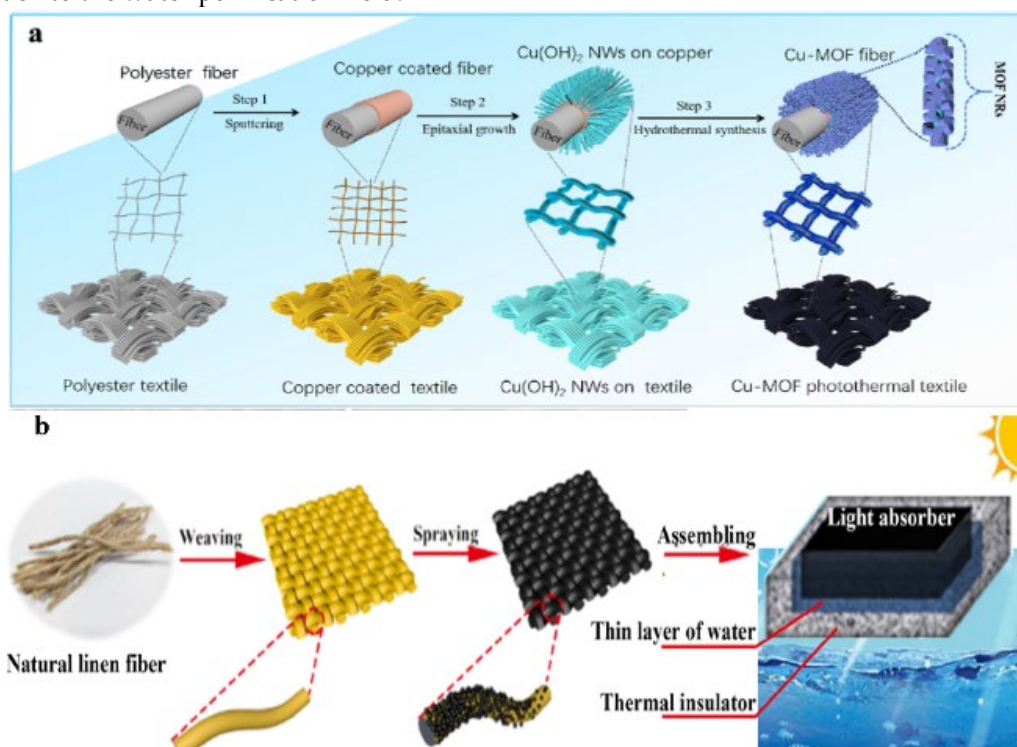 a
Polyester fiber
Fiber
Step 1
Sputtering
Copper coated fiber
Fiber
Step 2
Epitaxial growth
Cu(OH)₂ NWs on copper
Fiber
Step 3
Hydrothermal synthesis
Cu-MOF fiber
Fiber
MOF NRs
Polyester textile
Copper coated textile
Cu(OH)₂ NWs on textile
Cu-MOF photothermal textile
b
Natural linen fiber
Weaving
Spraying
Assembling
Light absorber
Thin layer of water
Thermal insulator